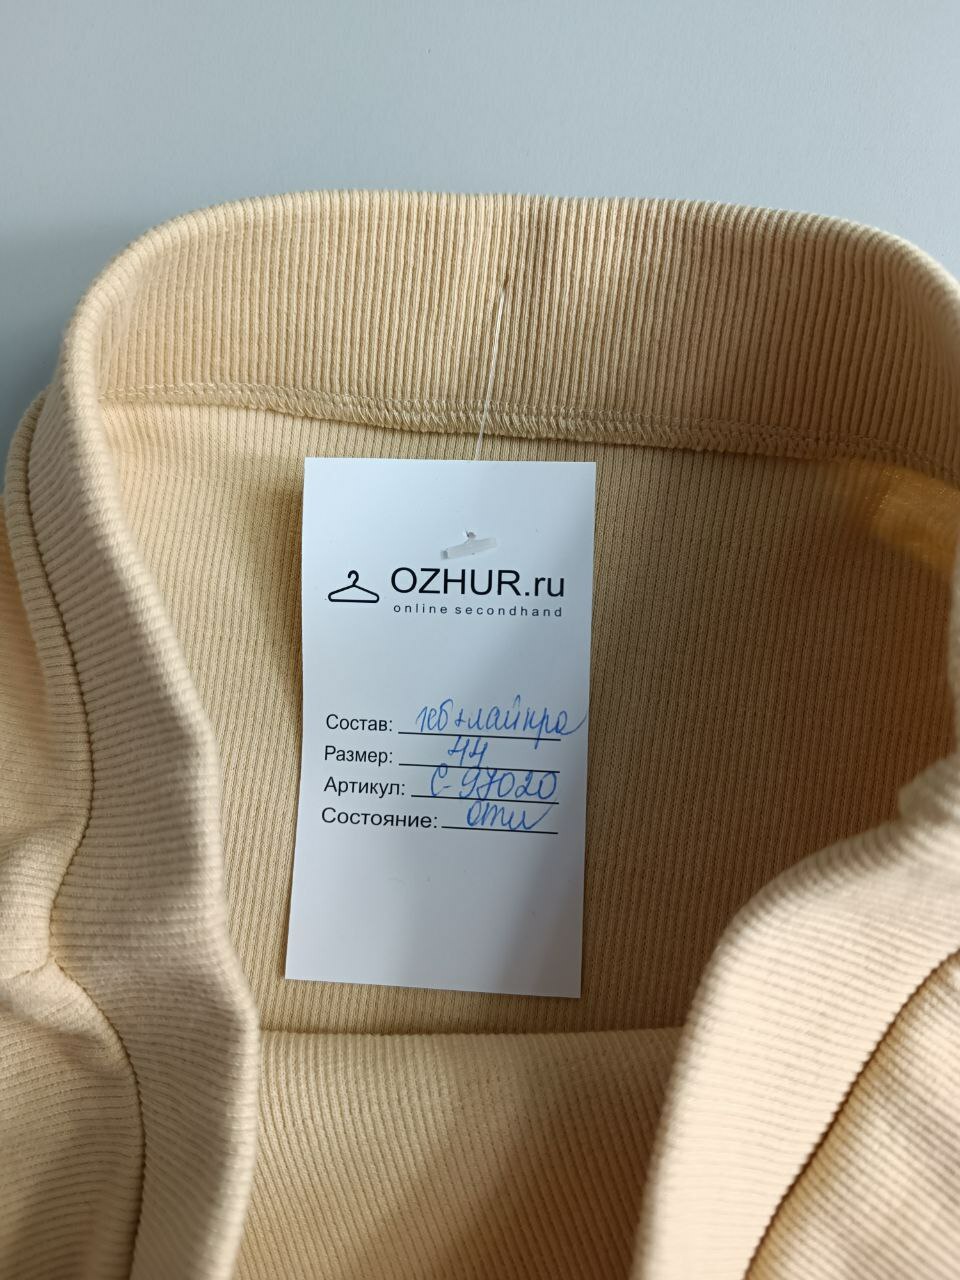 OZHUR.ru
online secondhand
Состав: хб+лайкра
Размер: 44
Артикул: С-97020
Состояние: отл